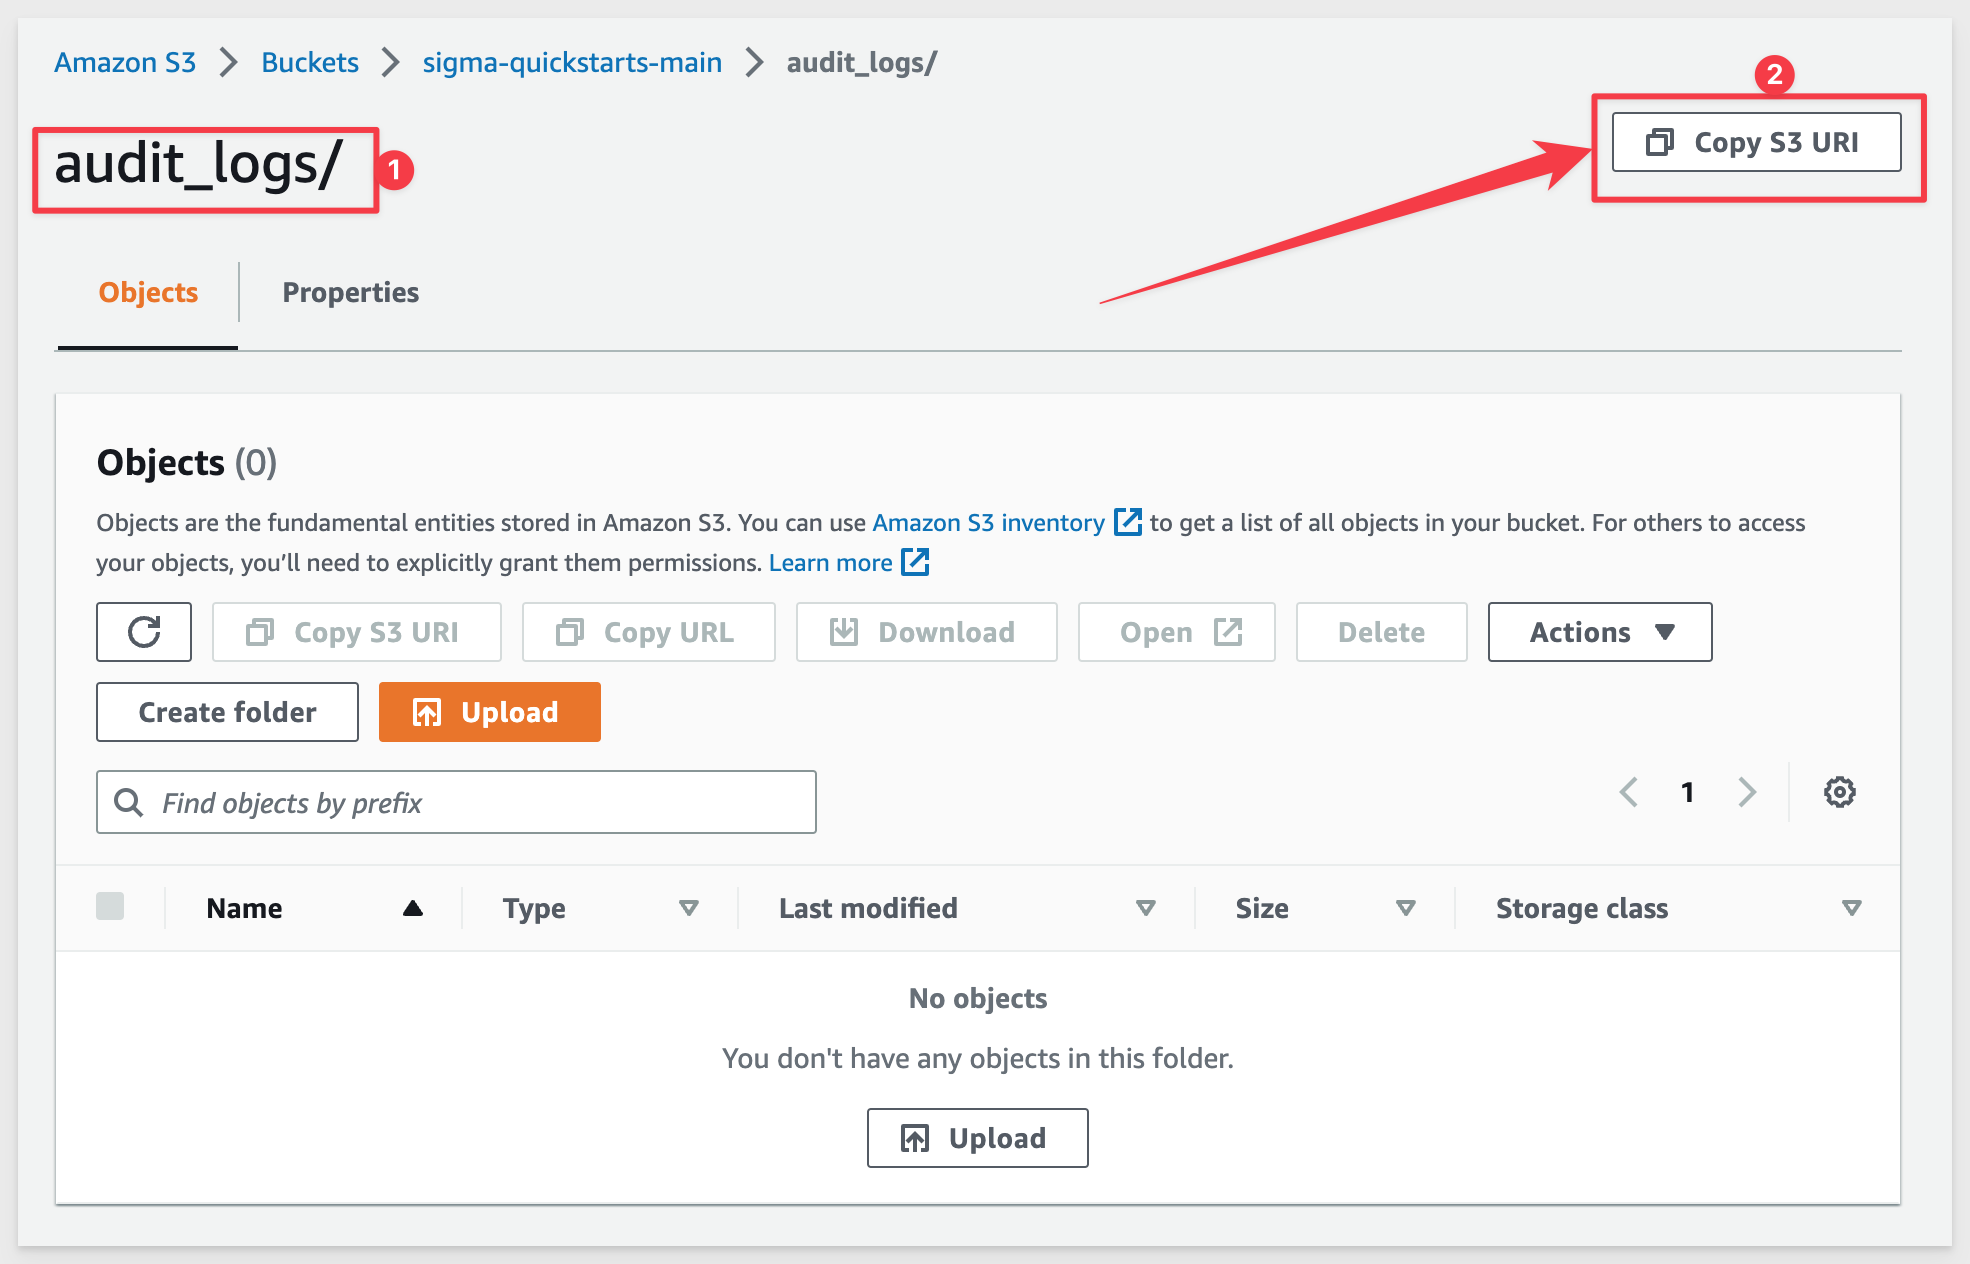 Amazon S3 > Buckets > sigma-quickstarts-main > audit_logs/
2
audit_logs/ 1
Copy S3 URI
Objects Properties
Objects (0)
Objects are the fundamental entities stored in Amazon S3. You can use Amazon S3 inventory to get a list of all objects in your bucket. For others to access
your objects, you’ll need to explicitly grant them permissions. Learn more
Copy S3 URI Copy URL Download Open Delete Actions
Create folder Upload
Find objects by prefix
1
Name Type Last modified Size Storage class
No objects
You don't have any objects in this folder.
Upload